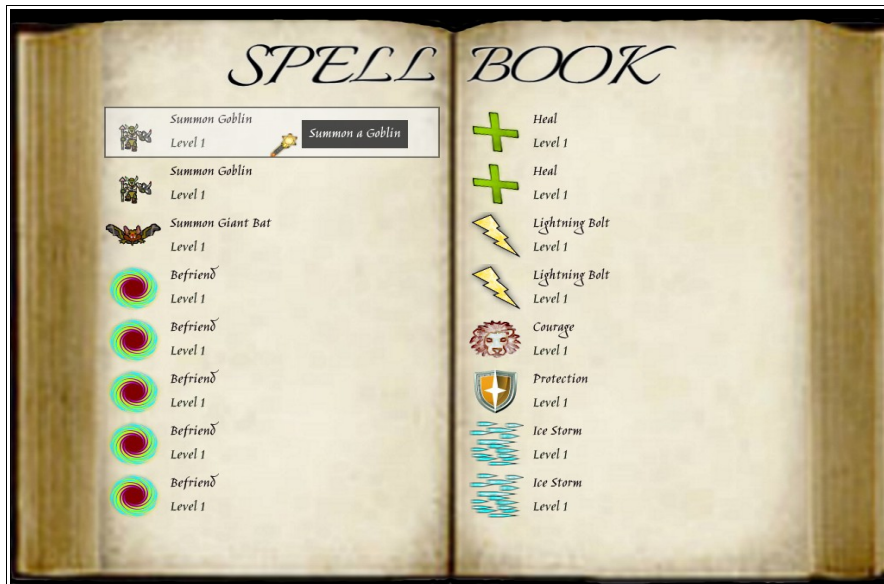 SPELL BOOK
Summon Goblin
Level 1
Summon a Goblin
Summon Goblin
Level 1
Summon Giant Bat
Level 1
Befriend
Level 1
Befriend
Level 1
Befriend
Level 1
Befriend
Level 1
Befriend
Level 1
Heal
Level 1
Heal
Level 1
Lightning Bolt
Level 1
Lightning Bolt
Level 1
Courage
Level 1
Protection
Level 1
Ice Storm
Level 1
Ice Storm
Level 1